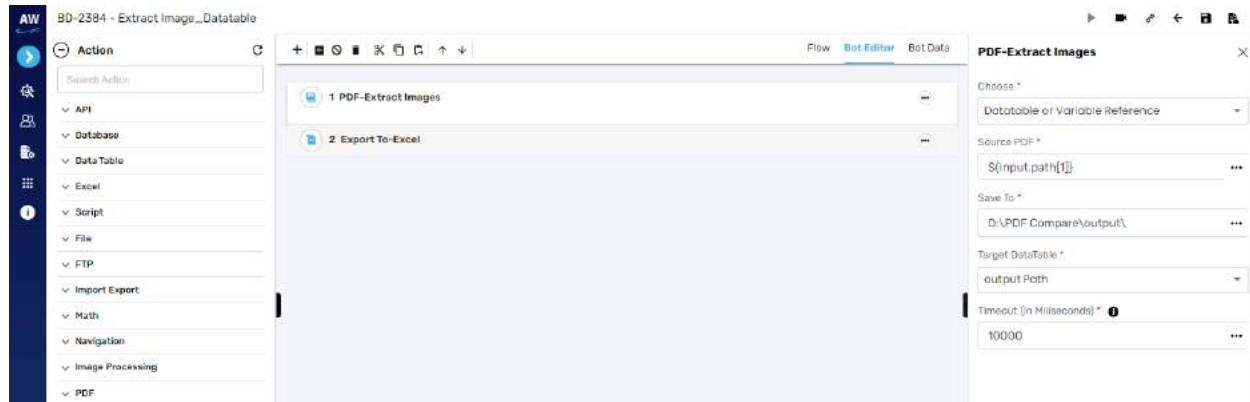 AW
BD-2384 - Extract Image_Datatable
Action
Search Action
API
Database
Data Table
Excel
Script
File
FTP
Import Export
Math
Navigation
Image Processing
PDF
Flow Bot Editor Bot Data
1 PDF-Extract Images
2 Export To-Excel
PDF-Extract Images
Choose *
Datatable or Variable Reference
Source PDF *
${input.path[1]}
Save To *
D:\PDF Compare\output\
Target DataTable *
output Path
Timeout (in Miliseconds) *
10000